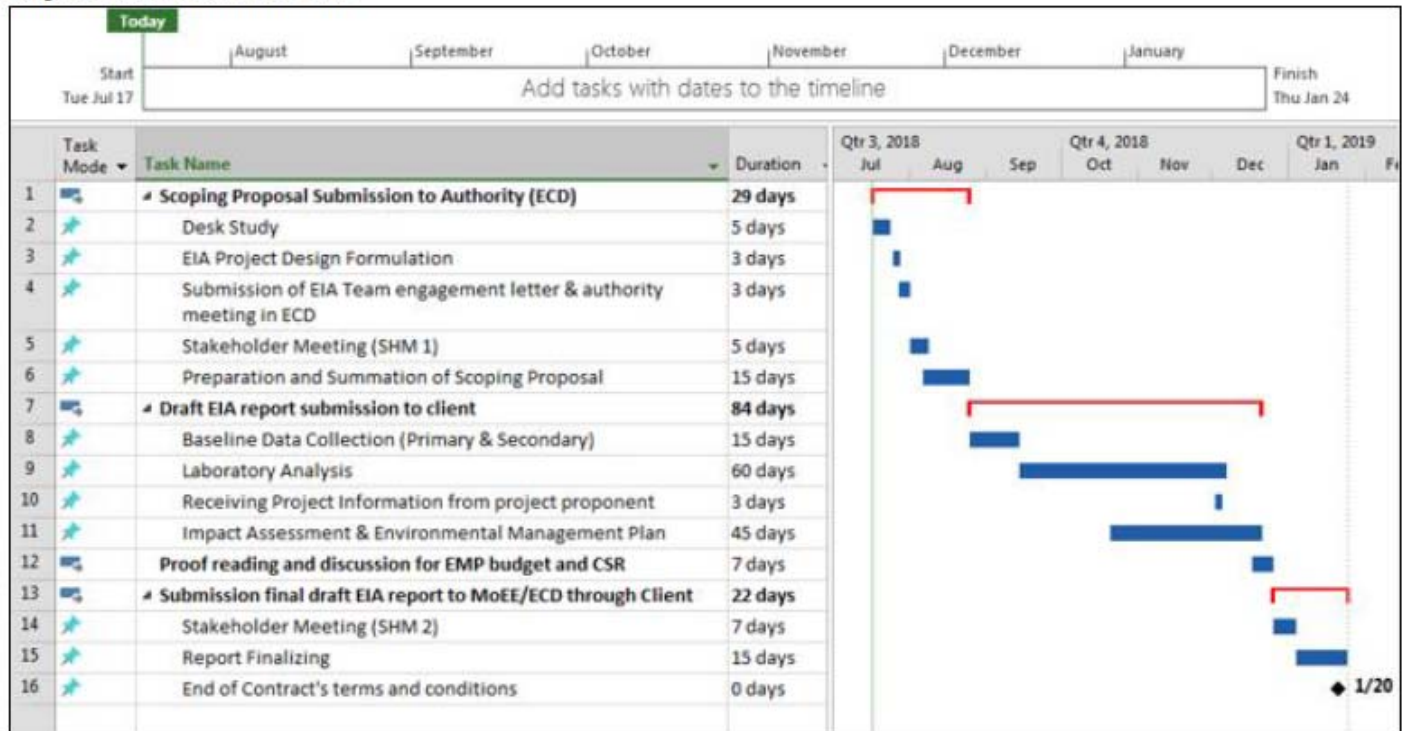 Today
August September October November December January
Start
Tue Jul 17
Add tasks with dates to the timeline
Finish
Thu Jan 24
Task Mode Task Name Duration
Qtr 3, 2018 Qtr 4, 2018 Qtr 1, 2019
Jul Aug Sep Oct Nov Dec Jan
1 Scoping Proposal Submission to Authority (ECD) 29 days
2 Desk Study 5 days
3 EIA Project Design Formulation 3 days
4 Submission of EIA Team engagement letter & authority 3 days
meeting in ECD
5 Stakeholder Meeting (SHM 1) 5 days
6 Preparation and Summation of Scoping Proposal 15 days
7 Draft EIA report submission to client 84 days
8 Baseline Data Collection (Primary & Secondary) 15 days
9 Laboratory Analysis 60 days
10 Receiving Project Information from project proponent 3 days
11 Impact Assessment & Environmental Management Plan 45 days
12 Proof reading and discussion for EMP budget and CSR 7 days
13 Submission final draft EIA report to MoEE/ECD through Client 22 days
14 Stakeholder Meeting (SHM 2) 7 days
15 Report Finalizing 15 days
16 End of Contract's terms and conditions 0 days 1/20